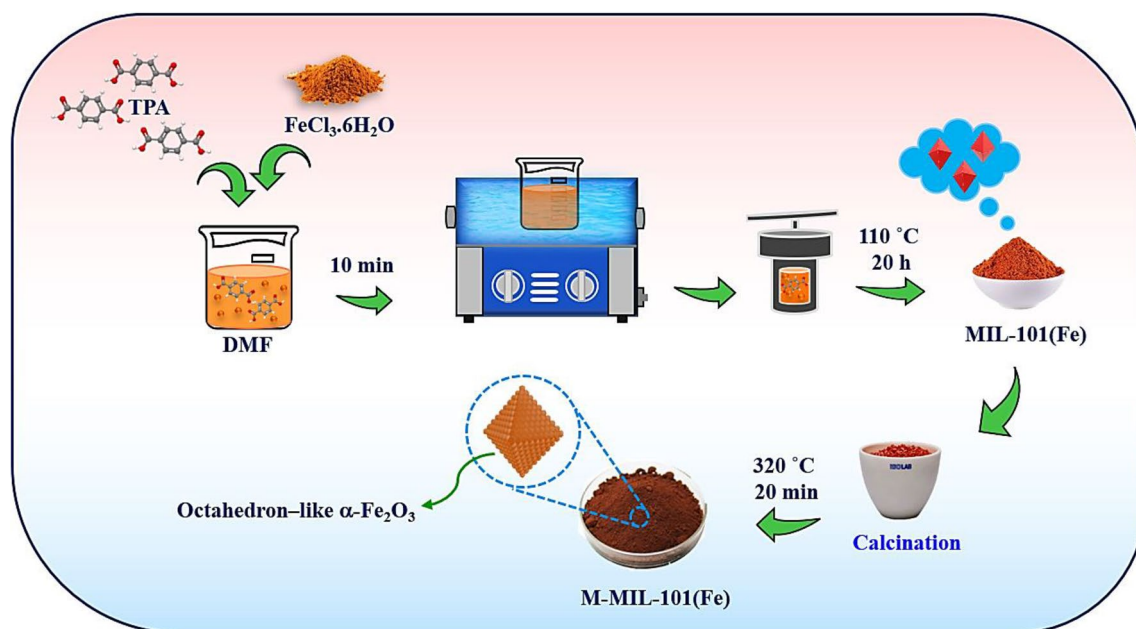 TPA
FeCl₃.6H₂O
10 min
DMF
110 ˚C
20 h
MIL-101(Fe)
320 ˚C
20 min
Calcination
Octahedron–like α-Fe₂O₃
M-MIL-101(Fe)